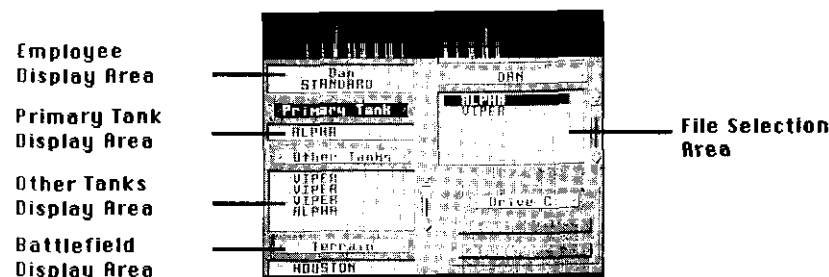 Employee
Display Area
Primary Tank
Display Area
Other Tanks
Display Area
Battlefield
Display Area
Dan
STANDARD
Primary Tank
ALPHA
Other Tanks
VIPER
VIPER
VIPER
ALPHA
Terrain
HOUSTON
DAN
ALPHA
VIPER
Drive C:
File Selection
Area